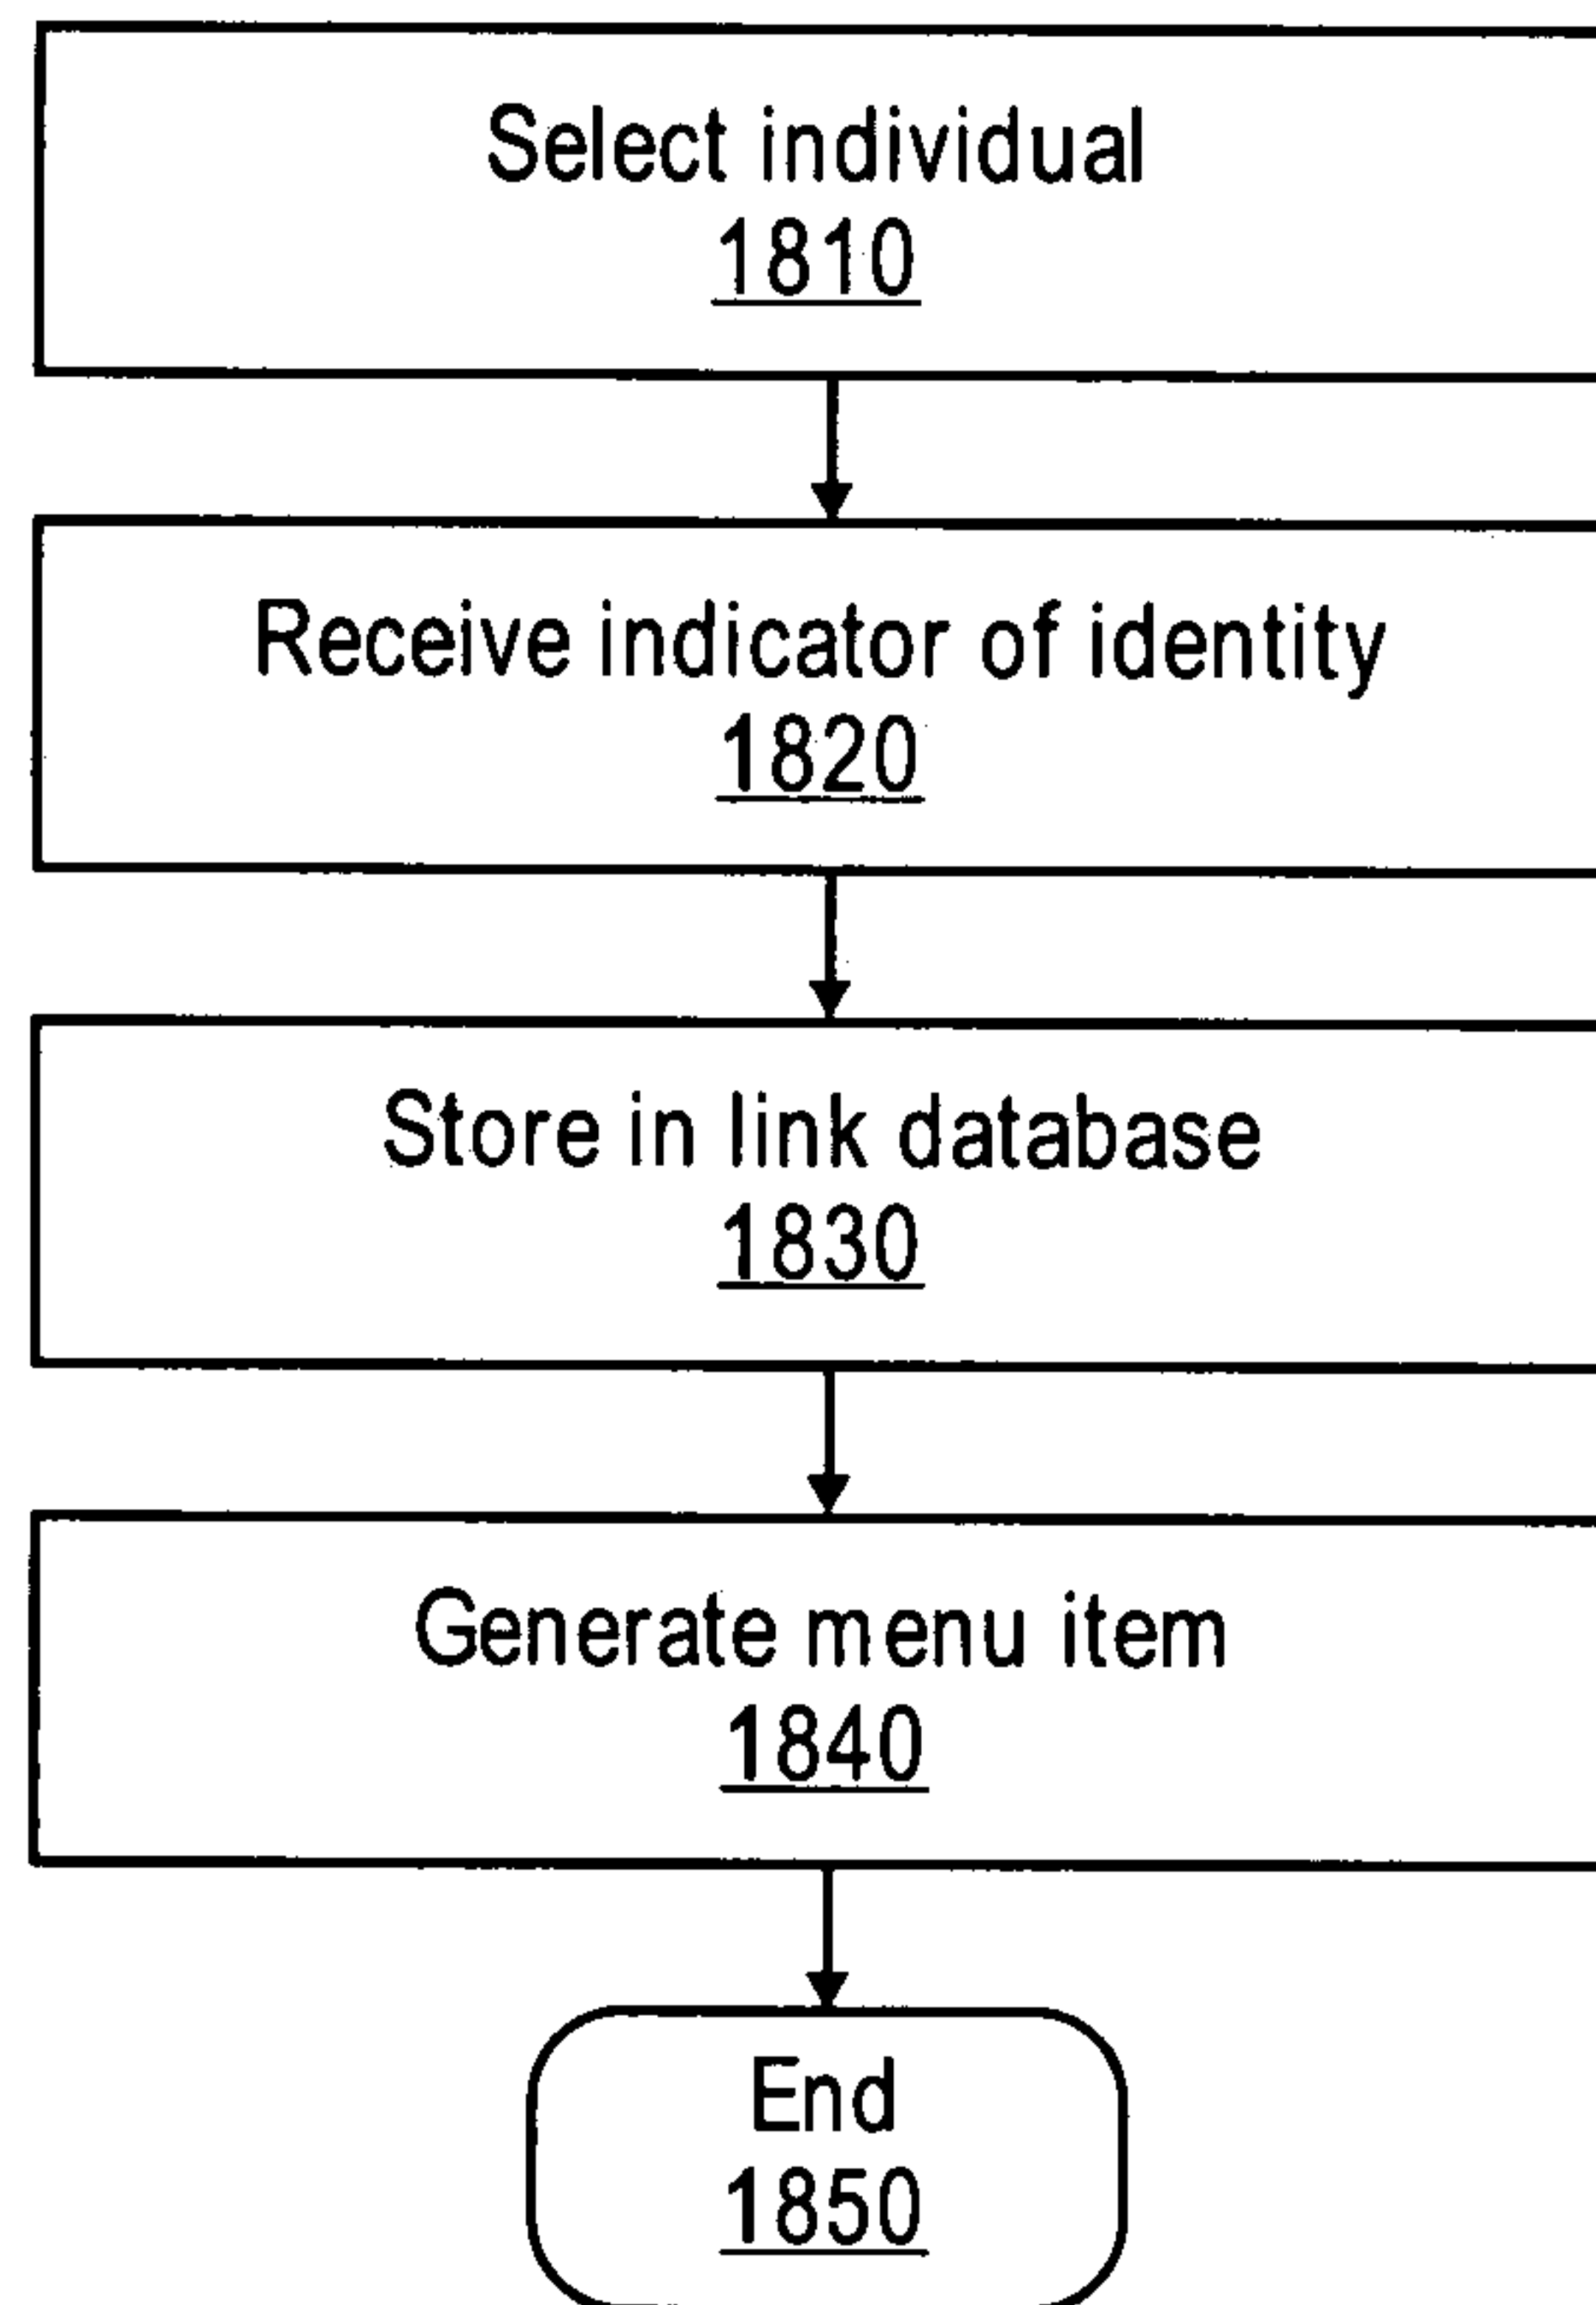 Select individual
1810
Receive indicator of identity
1820
Store in link database
1830
Generate menu item
1840
End
1850